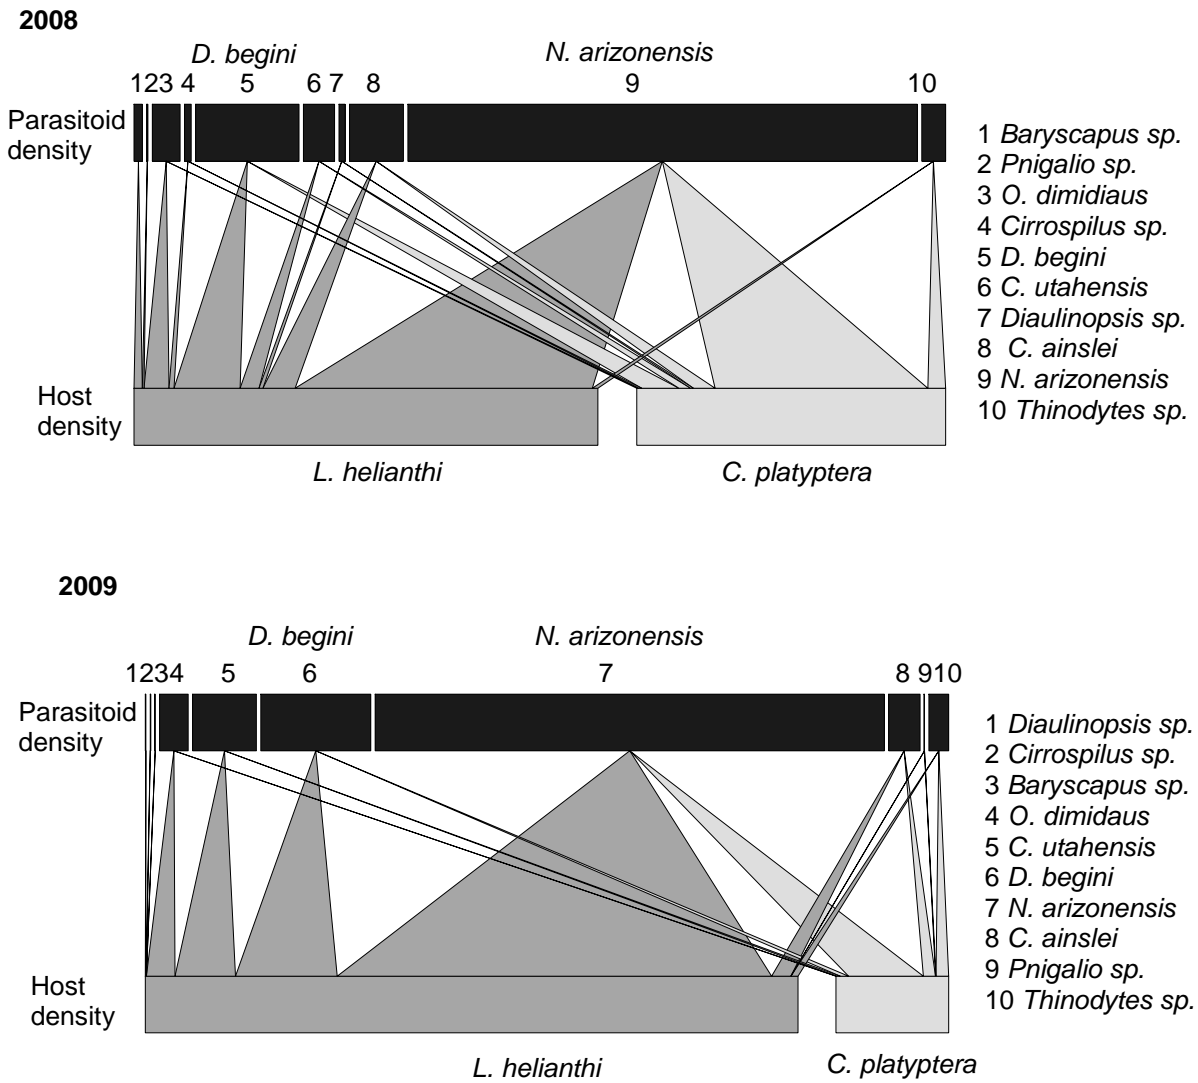 2008
D. begini N. arizonensis
1 2 3 4 5 6 7 8 9 10
Parasitoid
density
1 Baryscapus sp.
2 Pnigalio sp.
3 O. dimidiaus
4 Cirrospilus sp.
5 D. begini
6 C. utahensis
7 Diaulinopsis sp.
8 C. ainslei
9 N. arizonensis
10 Thinodytes sp.
Host
density
L. helianthi C. platyptera
2009
D. begini N. arizonensis
1 2 3 4 5 6 7 8 9 10
Parasitoid
density
1 Diaulinopsis sp.
2 Cirrospilus sp.
3 Baryscapus sp.
4 O. dimidaus
5 C. utahensis
6 D. begini
7 N. arizonensis
8 C. ainslei
9 Pnigalio sp.
10 Thinodytes sp.
Host
density
L. helianthi C. platyptera